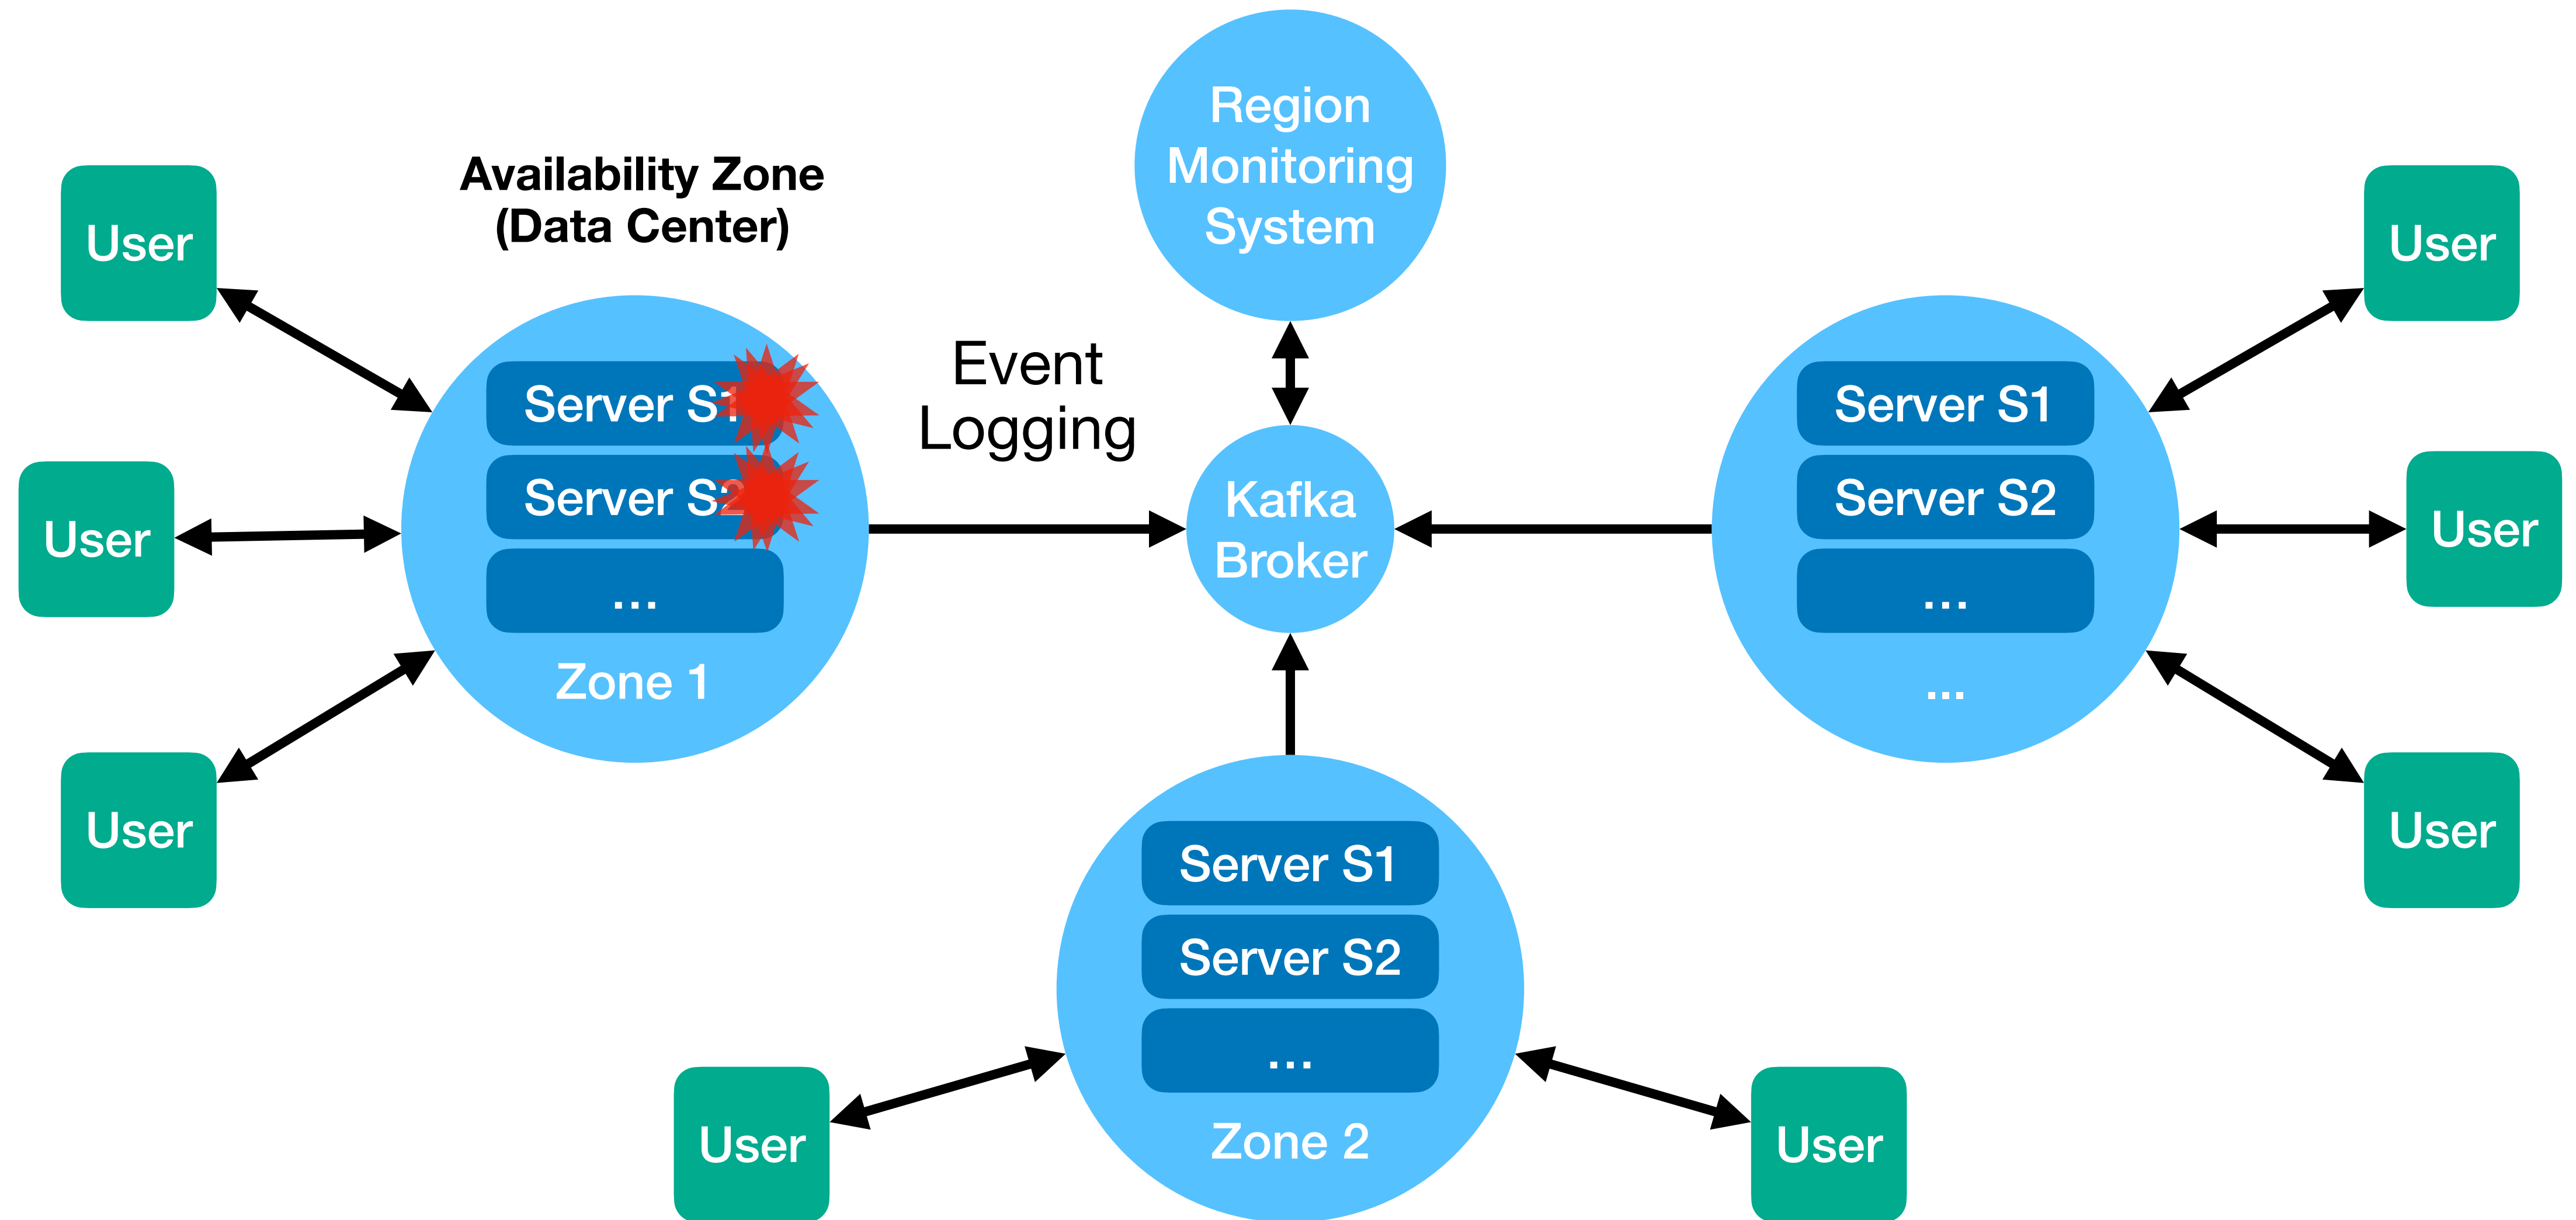 Region
Monitoring
System
Availability Zone
(Data Center)
User
User
Event
Logging
Server S1
Server S2
…
Zone 1
Kafka
Broker
Server S1
Server S2
…
...
User
User
User
User
Server S1
Server S2
…
Zone 2
User
User